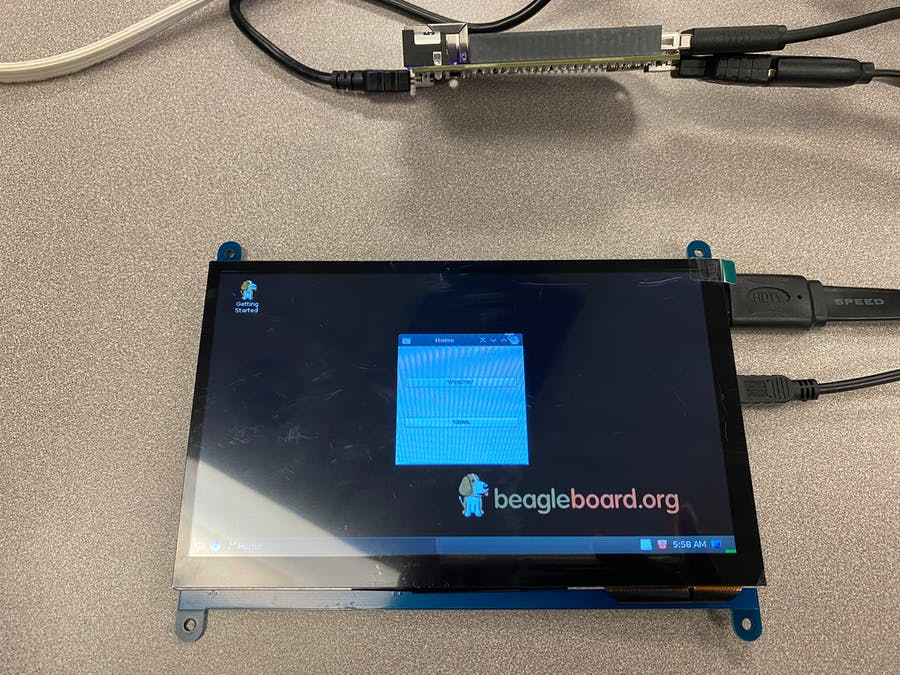 Getting
Started
Home
Weather
News
beagleboard.org
Home
5:58 AM
HDTV
SPEED